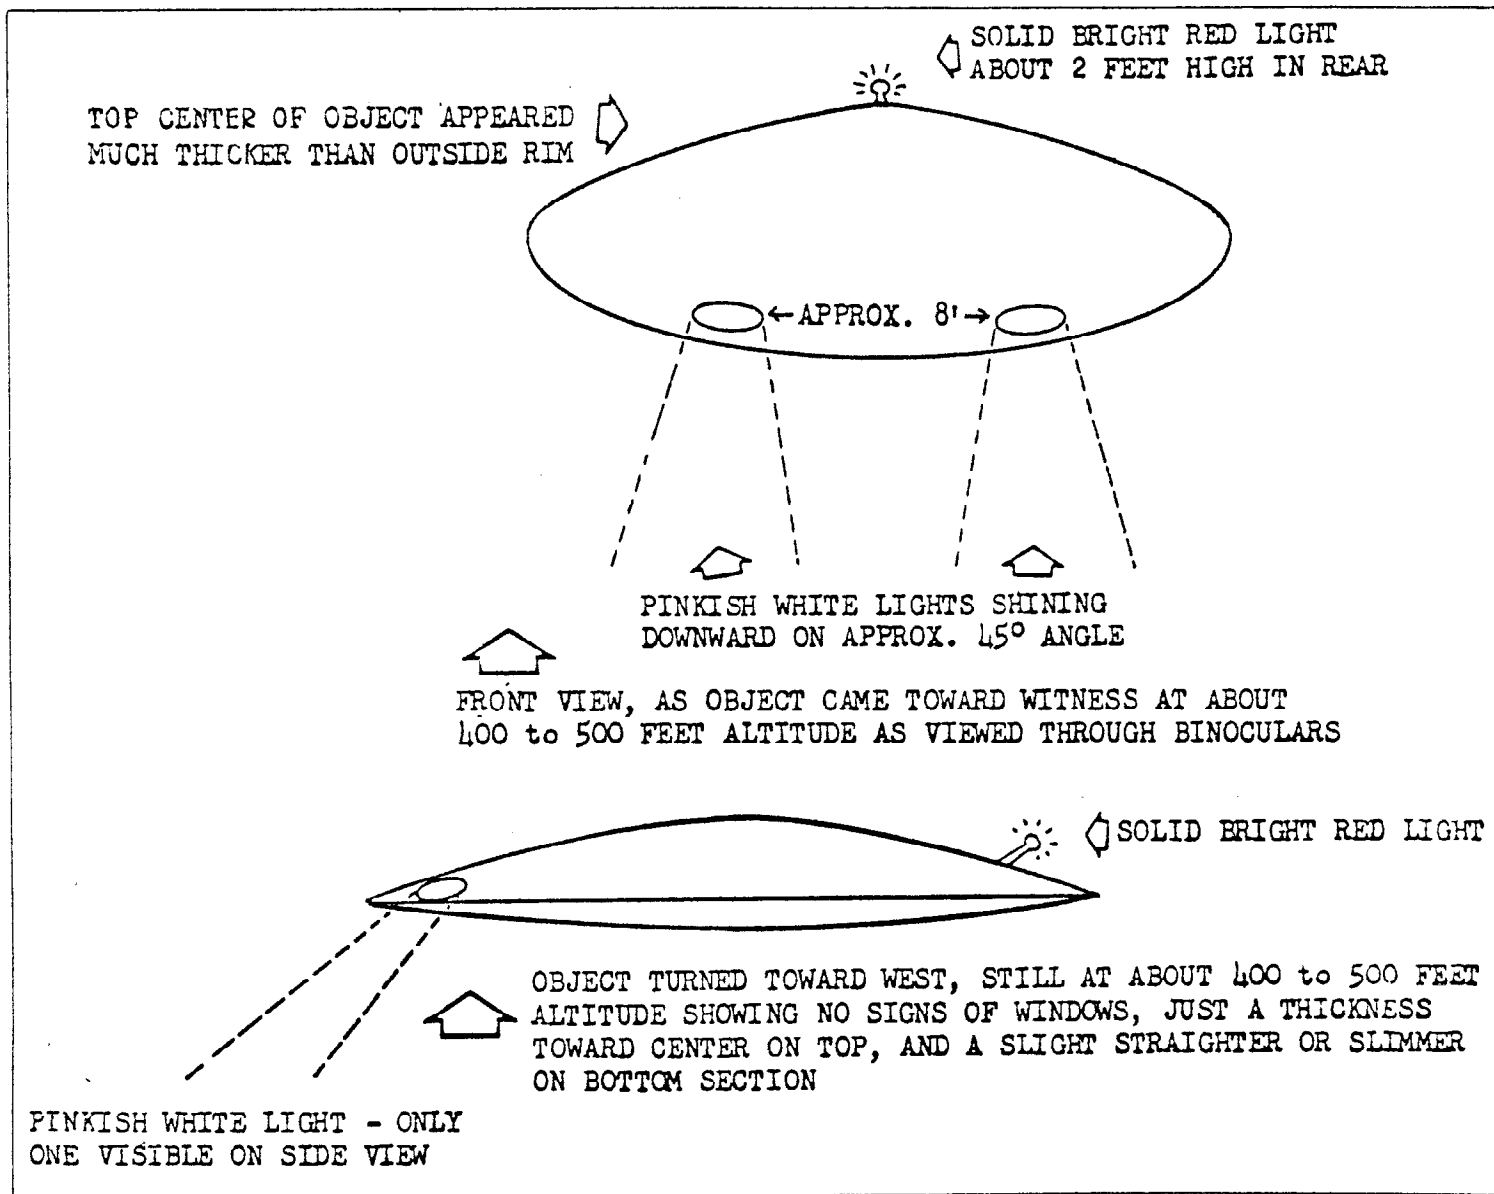 SOLID BRIGHT RED LIGHT
ABOUT 2 FEET HIGH IN REAR
TOP CENTER OF OBJECT APPEARED
MUCH THICKER THAN OUTSIDE RIM
←APPROX. 8'→
PINKISH WHITE LIGHTS SHINING
DOWNWARD ON APPROX. 45° ANGLE
FRONT VIEW, AS OBJECT CAME TOWARD WITNESS AT ABOUT
400 to 500 FEET ALTITUDE AS VIEWED THROUGH BINOCULARS
SOLID BRIGHT RED LIGHT
OBJECT TURNED TOWARD WEST, STILL AT ABOUT 400 to 500 FEET
ALTITUDE SHOWING NO SIGNS OF WINDOWS, JUST A THICKNESS
TOWARD CENTER ON TOP, AND A SLIGHT STRAIGHTER OR SLIMMER
ON BOTTOM SECTION
PINKISH WHITE LIGHT - ONLY
ONE VISIBLE ON SIDE VIEW